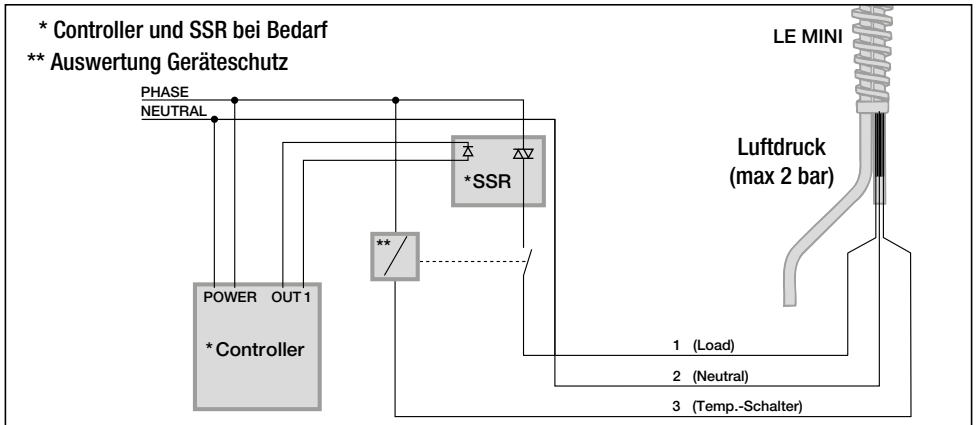 * Controller und SSR bei Bedarf
** Auswertung Geräteschutz
LE MINI
PHASE
NEUTRAL
Luftdruck
(max 2 bar)
*SSR
**
POWER OUT 1
*Controller
1 (Load)
2 (Neutral)
3 (Temp.-Schalter)